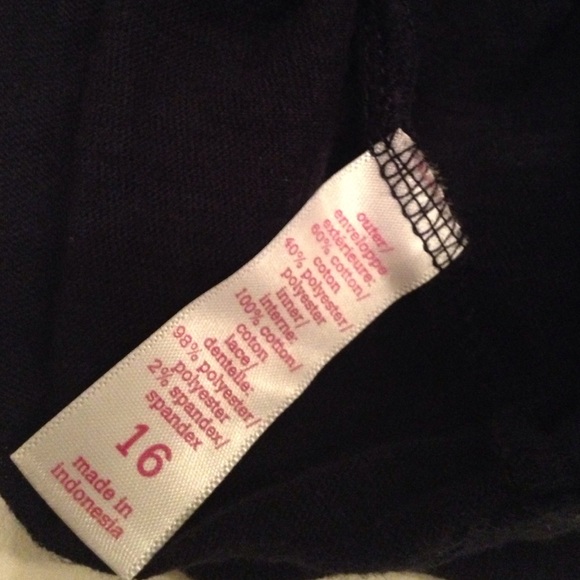 outer/
enveloppe
extérieure:
60% cotton/
coton
40% polyester/
polyester
inner/
interne:
100% cotton/
coton
lace/
dentelle:
98% polyester/
polyester
2% spandex/
spandex
16
made in
indonesia